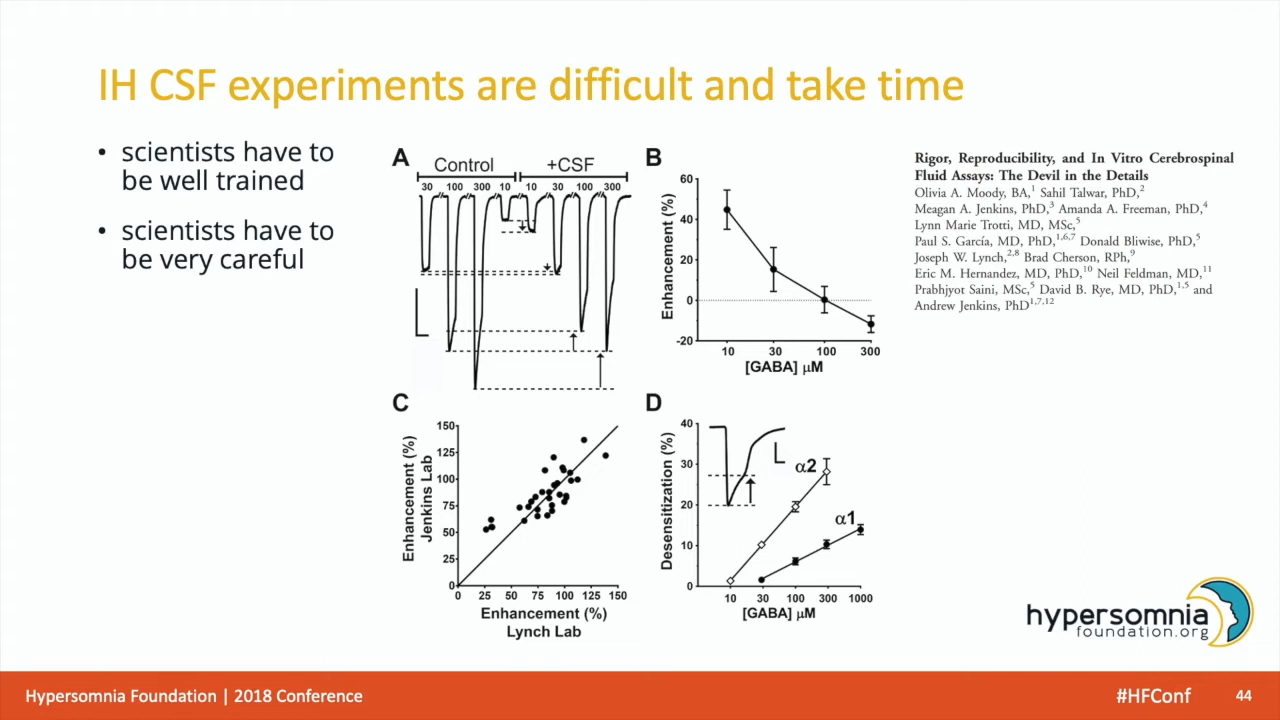 IH CSF experiments are difficult and take time
• scientists have to
be well trained
• scientists have to
be very careful
A
Control
+CSF
30 100 300 10 10 30 100 300
B
Enhancement (%)
60
40
20
0
-20
10 30 100 300
[GABA] μM
C
Enhancement (%)
Jenkins Lab
150
125
100
75
50
25
0
0 25 50 75 100 125 150
Enhancement (%)
Lynch Lab
D
Desensitization (%)
40
30
20
10
0
α2
α1
10 30 100 300 1000
[GABA] μM
Rigor, Reproducibility, and In Vitro Cerebrospinal
Fluid Assays: The Devil in the Details
Olivia A. Moody, BA,1 Sahil Talwar, PhD,2
Meagan A. Jenkins, PhD,3 Amanda A. Freeman, PhD,4
Lynn Marie Trotti, MD, MSc,5
Paul S. García, MD, PhD,1,6,7 Donald Bliwise, PhD,5
Joseph W. Lynch,2,8 Brad Cherson, RPh,9
Eric M. Hernandez, MD, PhD,10 Neil Feldman, MD,11
Prabhjyot Saini, MSc,5 David B. Rye, MD, PhD,1,5 and
Andrew Jenkins, PhD1,7,12
hypersomnia
foundation.org
Hypersomnia Foundation | 2018 Conference
#HFConf
44